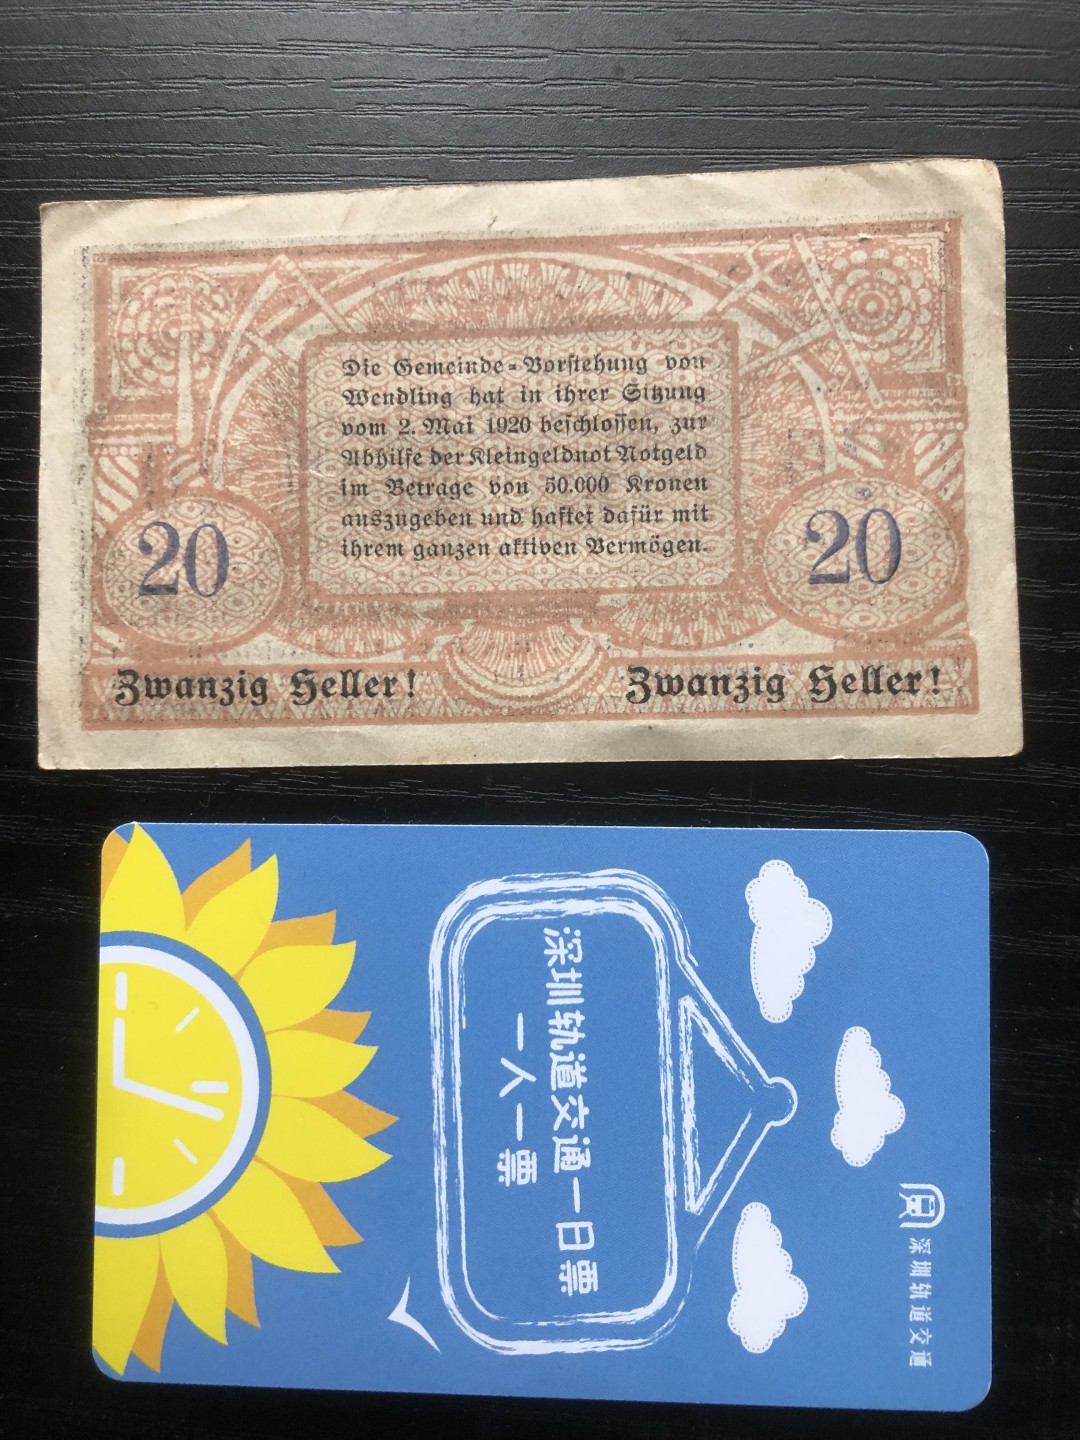 Die Gemeinde-Vorstehung von
Wendling hat in ihrer Sitzung
vom 2. Mai 1920 beschlossen, zur
Abhilfe der Kleingeldnot Notgeld
im Betrage von 50.000 Kronen
auszugeben und haftet dafür mit
ihrem ganzen aktiven Vermögen.
20
20
Zwanzig Heller!
Zwanzig Heller!
深圳轨道交通
深圳轨道交通一日票
一人一票